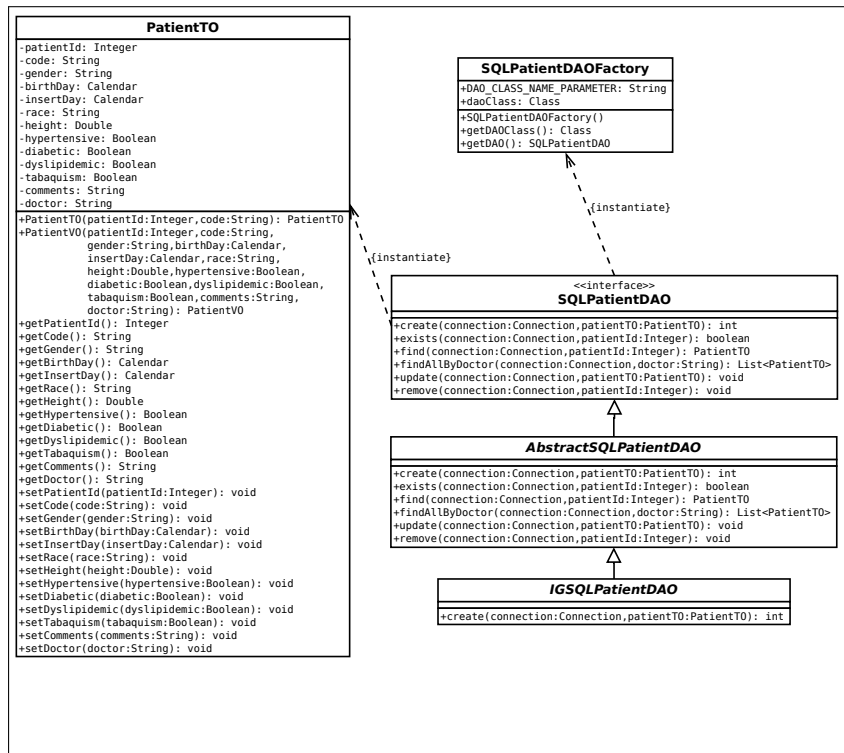 PatientTO
-patientId: Integer
-code: String
-gender: String
-birthDay: Calendar
-insertDay: Calendar
-race: String
-height: Double
-hypertensive: Boolean
-diabetic: Boolean
-dyslipidemic: Boolean
-tabaquism: Boolean
-comments: String
-doctor: String
+PatientTO(patientId:Integer,code:String): PatientTO
+PatientVO(patientId:Integer,code:String,
gender:String,birthDay:Calendar,
insertDay:Calendar,race:String,
height:Double,hypertensive:Boolean,
diabetic:Boolean,dyslipidemic:Boolean,
tabaquism:Boolean,comments:String,
doctor:String): PatientVO
+getPatientId(): Integer
+getCode(): String
+getGender(): String
+getBirthDay(): Calendar
+getInsertDay(): Calendar
+getRace(): String
+getHeight(): Double
+getHypertensive(): Boolean
+getDiabetic(): Boolean
+getDyslipidemic(): Boolean
+getTabaquism(): Boolean
+getComments(): String
+getDoctor(): String
+setPatientId(patientId:Integer): void
+setCode(code:String): void
+setGender(gender:String): void
+setBirthDay(birthDay:Calendar): void
+setInsertDay(insertDay:Calendar): void
+setRace(race:String): void
+setHeight(height:Double): void
+setHypertensive(hypertensive:Boolean): void
+setDiabetic(diabetic:Boolean): void
+setDyslipidemic(dyslipidemic:Boolean): void
+setTabaquism(tabaquism:Boolean): void
+setComments(comments:String): void
+setDoctor(doctor:String): void
{instantiate}
SQLPatientDAOFactory
+DAO_CLASS_NAME_PARAMETER: String
+daoClass: Class
+SQLPatientDAOFactory()
+getDAOClass(): Class
+getDAO(): SQLPatientDAO
{instantiate}
<<interface>>
SQLPatientDAO
+create(connection:Connection,patientTO:PatientTO): int
+exists(connection:Connection,patientId:Integer): boolean
+find(connection:Connection,patientId:Integer): PatientTO
+findAllByDoctor(connection:Connection,doctor:String): List<PatientTO>
+update(connection:Connection,patientTO:PatientTO): void
+remove(connection:Connection,patientId:Integer): void
AbstractSQLPatientDAO
+create(connection:Connection,patientTO:PatientTO): int
+exists(connection:Connection,patientId:Integer): boolean
+find(connection:Connection,patientId:Integer): PatientTO
+findAllByDoctor(connection:Connection,doctor:String): List<PatientTO>
+update(connection:Connection,patientTO:PatientTO): void
+remove(connection:Connection,patientId:Integer): void
IGSQLPatientDAO
+create(connection:Connection,patientTO:PatientTO): int